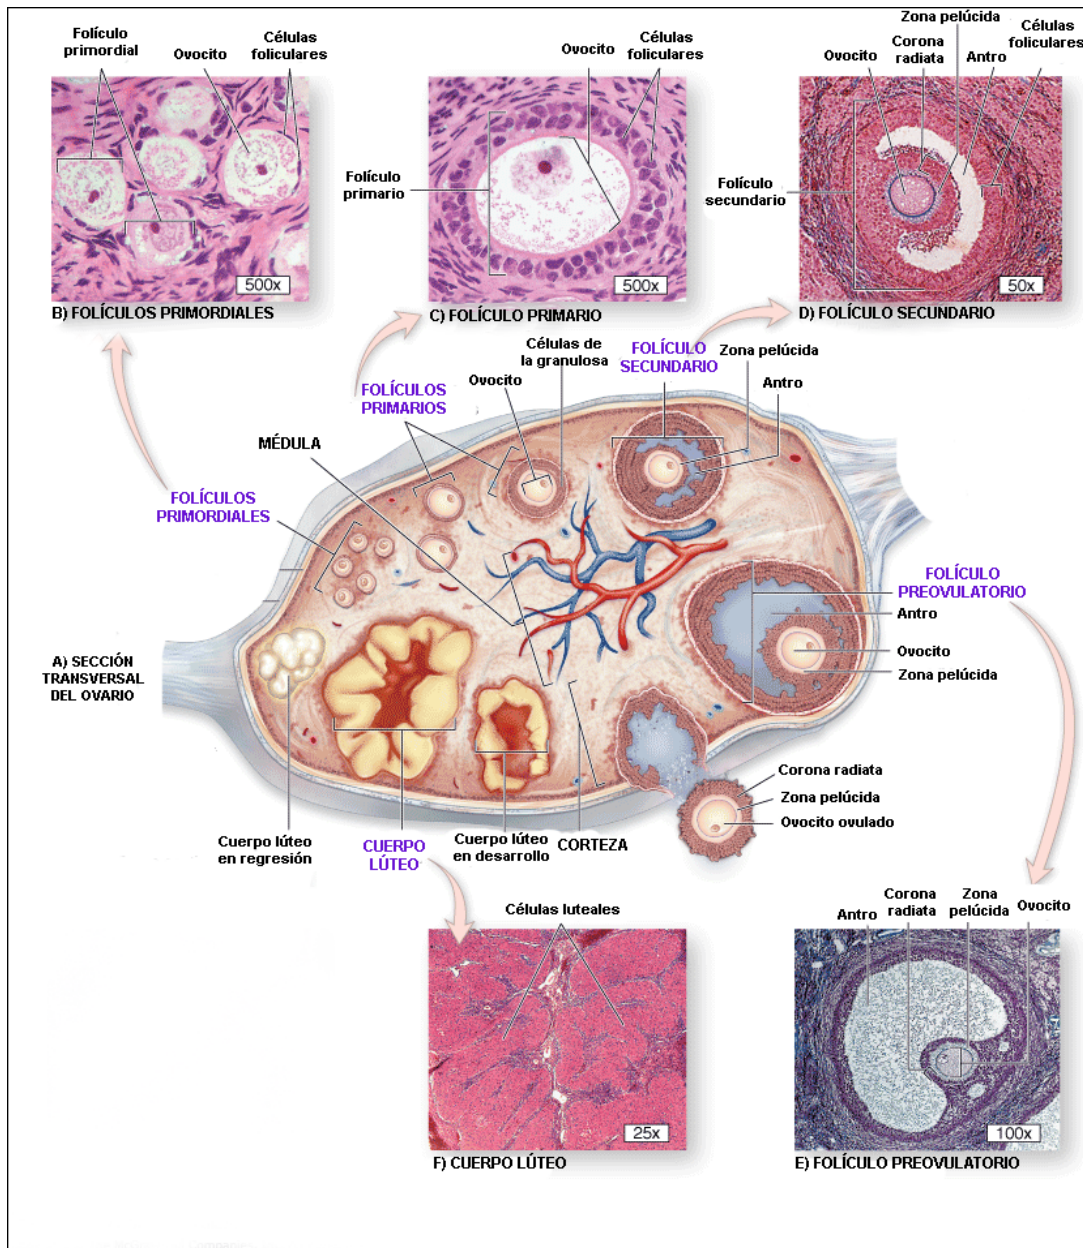 Folículo
primordial
Ovocito
Células
foliculares
500x
B) FOLÍCULOS PRIMORDIALES
Ovocito
Células
foliculares
Folículo
primario
500x
C) FOLÍCULO PRIMARIO
Zona pelúcida
Ovocito
Corona
radiata
Antro
Células
foliculares
Folículo
secundario
50x
D) FOLÍCULO SECUNDARIO
FOLÍCULOS
PRIMORDIALES
MÉDULA
FOLÍCULOS
PRIMARIOS
Ovocito
Células de
la granulosa
FOLÍCULO
SECUNDARIO
Zona pelúcida
Antro
FOLÍCULO
PREOVULATORIO
Antro
Ovocito
Zona pelúcida
A) SECCIÓN
TRANSVERSAL
DEL OVARIO
Corona radiata
Zona pelúcida
Ovocito ovulado
Cuerpo lúteo
en regresión
CUERPO
LÚTEO
Cuerpo lúteo
en desarrollo
CORTEZA
Células luteales
25x
F) CUERPO LÚTEO
Antro
Corona
radiata
Zona
pelúcida
Ovocito
100x
E) FOLÍCULO PREOVULATORIO